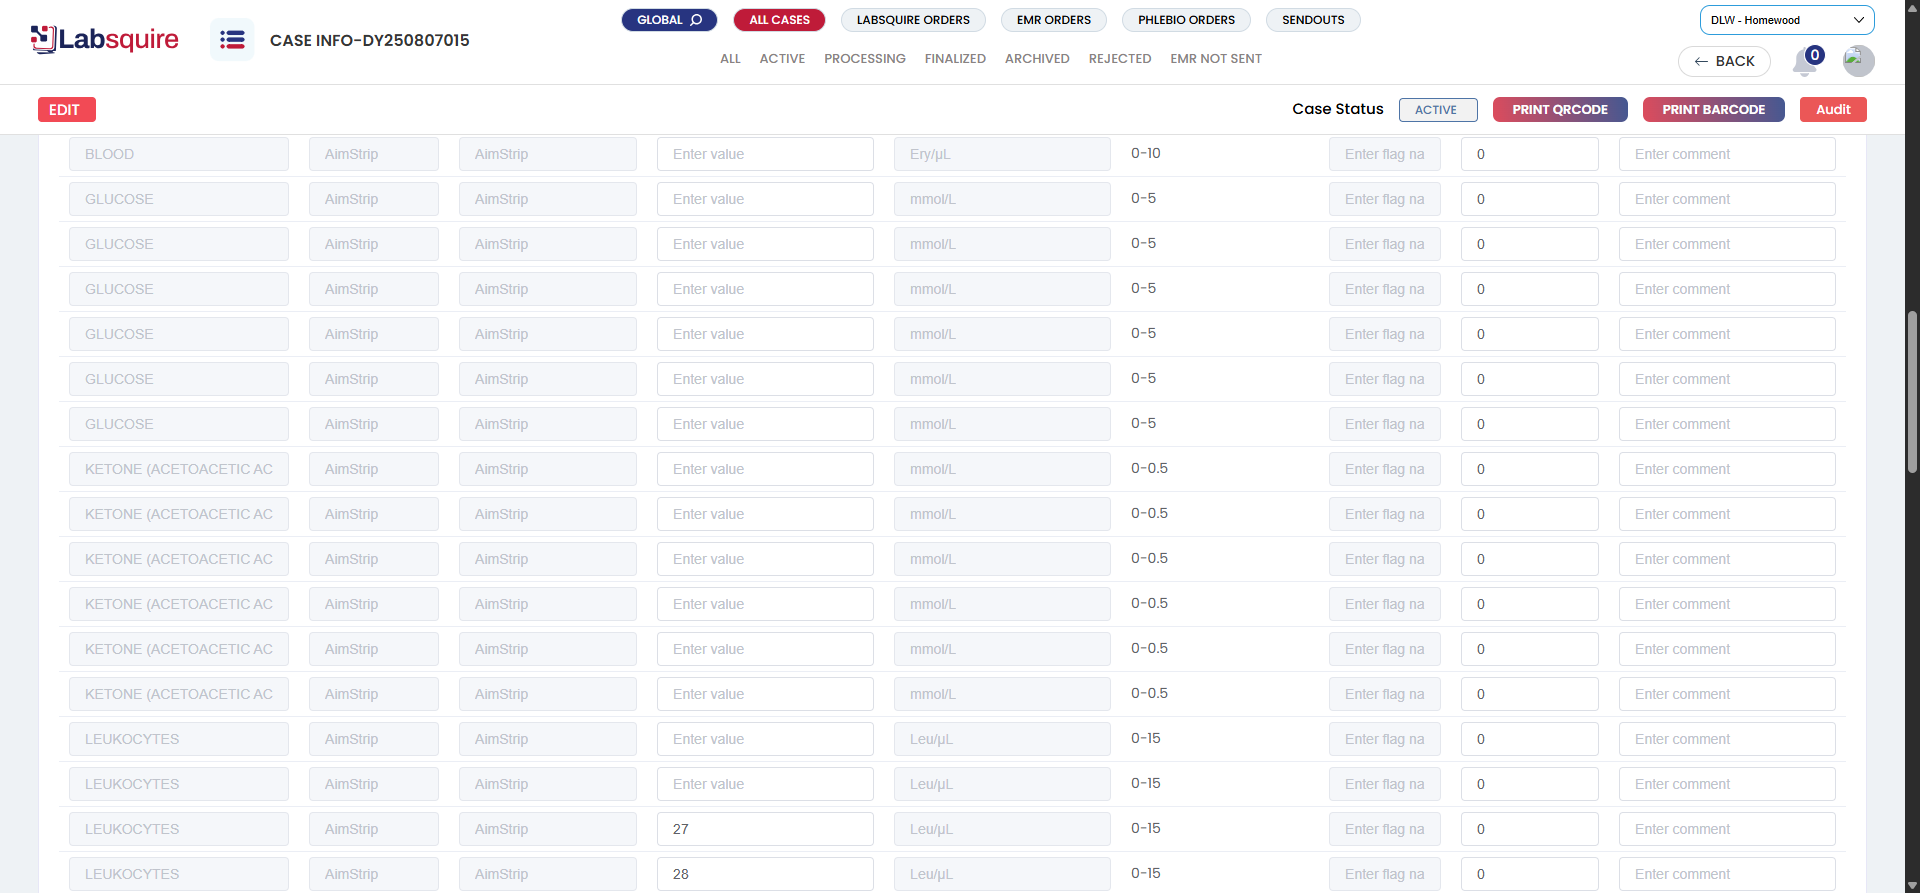 GLOBAL
ALL CASES
LABSQUIRE ORDERS
EMR ORDERS
PHLEBIO ORDERS
SENDOUTS
DLW - Homewood
Labsquire
CASE INFO-DY250807015
ALL ACTIVE PROCESSING FINALIZED ARCHIVED REJECTED EMR NOT SENT
BACK
0
EDIT
Case Status ACTIVE PRINT QRCODE PRINT BARCODE Audit
BLOOD AimStrip AimStrip Enter value Ery/µL 0-10 Enter flag na 0 Enter comment
GLUCOSE AimStrip AimStrip Enter value mmol/L 0-5 Enter flag na 0 Enter comment
GLUCOSE AimStrip AimStrip Enter value mmol/L 0-5 Enter flag na 0 Enter comment
GLUCOSE AimStrip AimStrip Enter value mmol/L 0-5 Enter flag na 0 Enter comment
GLUCOSE AimStrip AimStrip Enter value mmol/L 0-5 Enter flag na 0 Enter comment
GLUCOSE AimStrip AimStrip Enter value mmol/L 0-5 Enter flag na 0 Enter comment
GLUCOSE AimStrip AimStrip Enter value mmol/L 0-5 Enter flag na 0 Enter comment
KETONE (ACETOACETIC AC AimStrip AimStrip Enter value mmol/L 0-0.5 Enter flag na 0 Enter comment
KETONE (ACETOACETIC AC AimStrip AimStrip Enter value mmol/L 0-0.5 Enter flag na 0 Enter comment
KETONE (ACETOACETIC AC AimStrip AimStrip Enter value mmol/L 0-0.5 Enter flag na 0 Enter comment
KETONE (ACETOACETIC AC AimStrip AimStrip Enter value mmol/L 0-0.5 Enter flag na 0 Enter comment
KETONE (ACETOACETIC AC AimStrip AimStrip Enter value mmol/L 0-0.5 Enter flag na 0 Enter comment
KETONE (ACETOACETIC AC AimStrip AimStrip Enter value mmol/L 0-0.5 Enter flag na 0 Enter comment
LEUKOCYTES AimStrip AimStrip Enter value Leu/µL 0-15 Enter flag na 0 Enter comment
LEUKOCYTES AimStrip AimStrip Enter value Leu/µL 0-15 Enter flag na 0 Enter comment
LEUKOCYTES AimStrip AimStrip 27 Leu/µL 0-15 Enter flag na 0 Enter comment
LEUKOCYTES AimStrip AimStrip 28 Leu/µL 0-15 Enter flag na 0 Enter comment